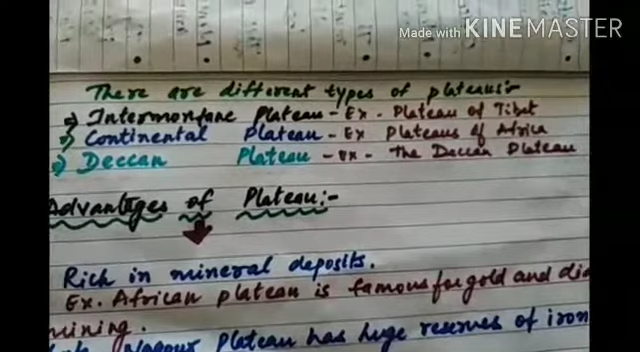 Made with KINEMASTER
There are different types of plateaus:-
Intermontane Plateau - Ex - Plateau of Tibet
Continental Plateau - Ex Plateaus of Africa
Deccan Plateau - Ex - The Deccan Plateau
Advantages of Plateau:-
Rich in mineral deposits.
Ex. African plateau is famous for gold and dia
mining.
Plateau has huge reserves of iron